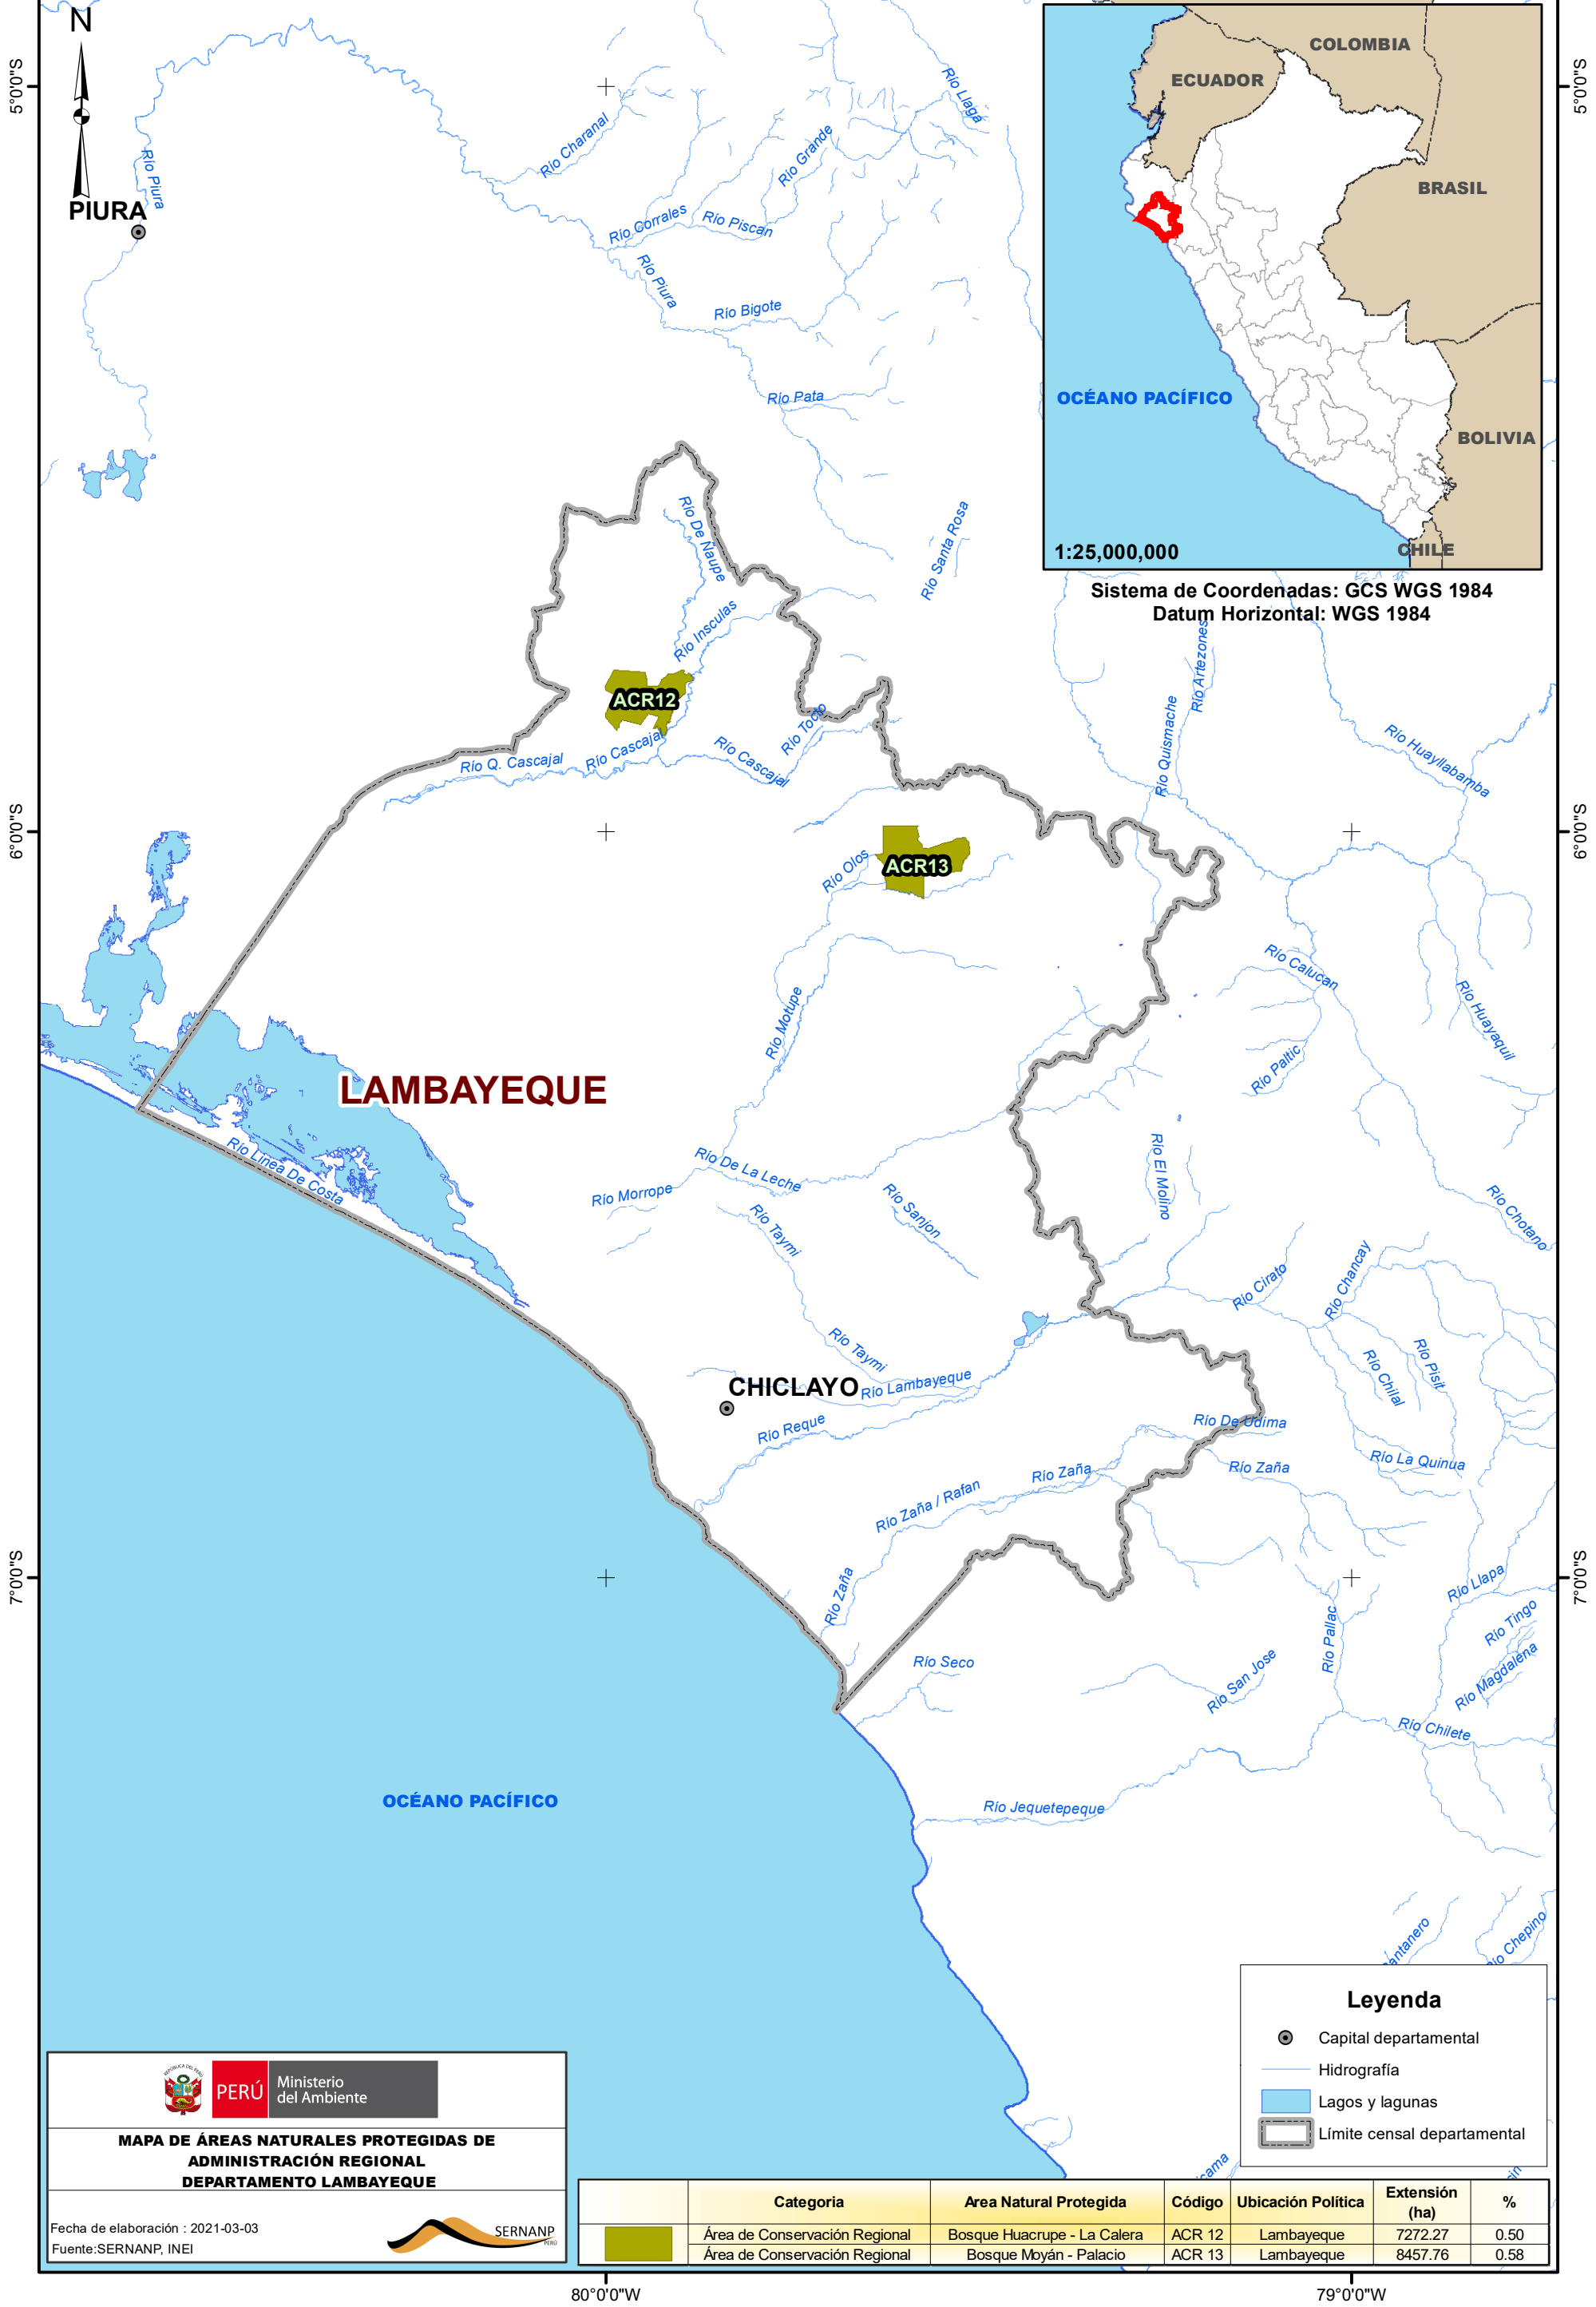 N
5°0'0"S
5°0'0"S
COLOMBIA
ECUADOR
BRASIL
OCÉANO PACÍFICO
BOLIVIA
CHILE
1:25,000,000
Sistema de Coordenadas: GCS WGS 1984
Datum Horizontal: WGS 1984
Río Llaga
Río Charanal
Río Grande
Río Piura
PIURA
Río Corrales
Río Piscan
Río Piura
Río Bigote
Río Pata
Río De Ñaupe
Río Santa Rosa
Río Insculas
Río Artezones
Río Quismache
ACR12
Río Tocto
Río Huayllabamba
Río Q. Cascajal
Río Cascajal
Río Cascajal
6°0'0"S
6°0'0"S
ACR13
Río Olos
Río Calucan
Río Huayaquil
Río Motupe
Río Paltic
LAMBAYEQUE
Río Linea De Costa
Río De La Leche
Río El Molino
Río Morrope
Río Sanjon
Río Chotano
Río Taymi
Río Cirato
Río Chancay
Río Taymi
Río Pisit
Río Chilal
CHICLAYO
Río Lambayeque
Río Reque
Río De Udima
Río La Quinua
Río Zaña
Río Zaña
Río Zaña / Rafan
7°0'0"S
7°0'0"S
Río Zaña
Río Llapa
Río Tingo
Río Pallac
Río Magdalena
Río Seco
Río San Jose
Río Chilete
OCÉANO PACÍFICO
Río Jequetepeque
antanero
ío Chepino
Leyenda
Capital departamental
Hidrografía
Lagos y lagunas
Límite censal departamental
cama
REPÚBLICA DEL PERÚ
PERÚ
Ministerio
del Ambiente
MAPA DE ÁREAS NATURALES PROTEGIDAS DE
ADMINISTRACIÓN REGIONAL
DEPARTAMENTO LAMBAYEQUE
Fecha de elaboración : 2021-03-03
Fuente:SERNANP, INEI
SERNANP
PERÚ
Categoria Area Natural Protegida Código Ubicación Política Extensión (ha) %
Área de Conservación Regional Bosque Huacrupe - La Calera ACR 12 Lambayeque 7272.27 0.50
Área de Conservación Regional Bosque Moyán - Palacio ACR 13 Lambayeque 8457.76 0.58
80°0'0"W
79°0'0"W